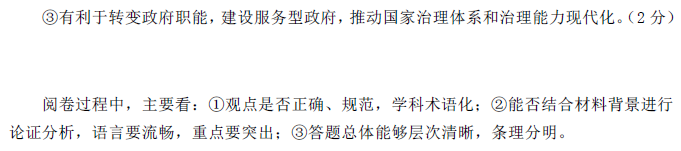 ③有利于转变政府职能，建设服务型政府，推动国家治理体系和治理能力现代化。（2 分）
阅卷过程中，主要看：①观点是否正确、规范，学科术语化；②能否结合材料背景进行
论证分析，语言要流畅，重点要突出；③答题总体能够层次清晰，条理分明。